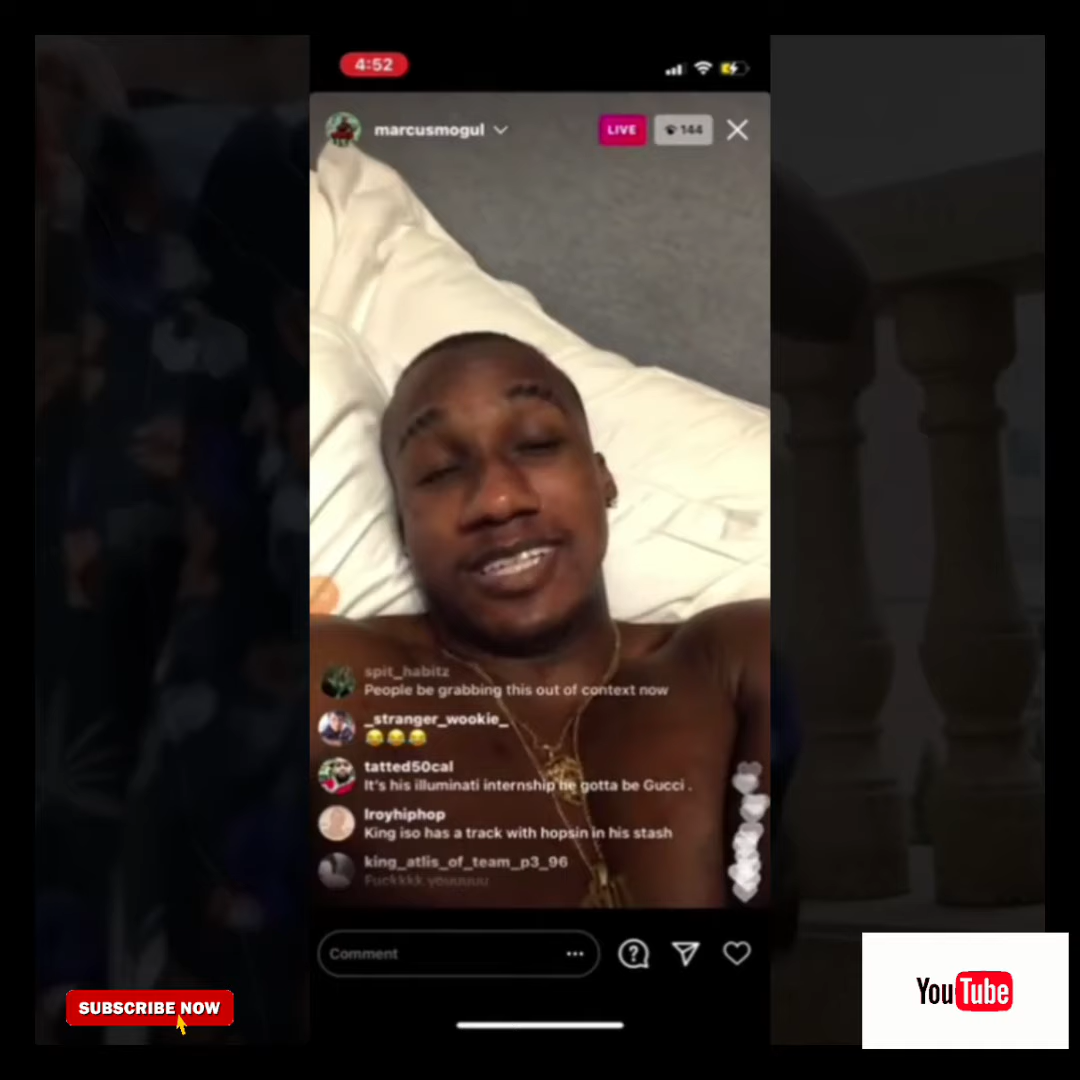 4:52
marcusmogul
LIVE
144
spit_habitz
People be grabbing this out of context now
_stranger_wookie_
😂😂😂
tatted50cal
It's his illuminati internship he gotta be Gucci .
lroyhiphop
King iso has a track with hopsin in his stash
king_atlis_of_team_p3_96
Fuckkkk youuuuu
Comment
SUBSCRIBE NOW
YouTube